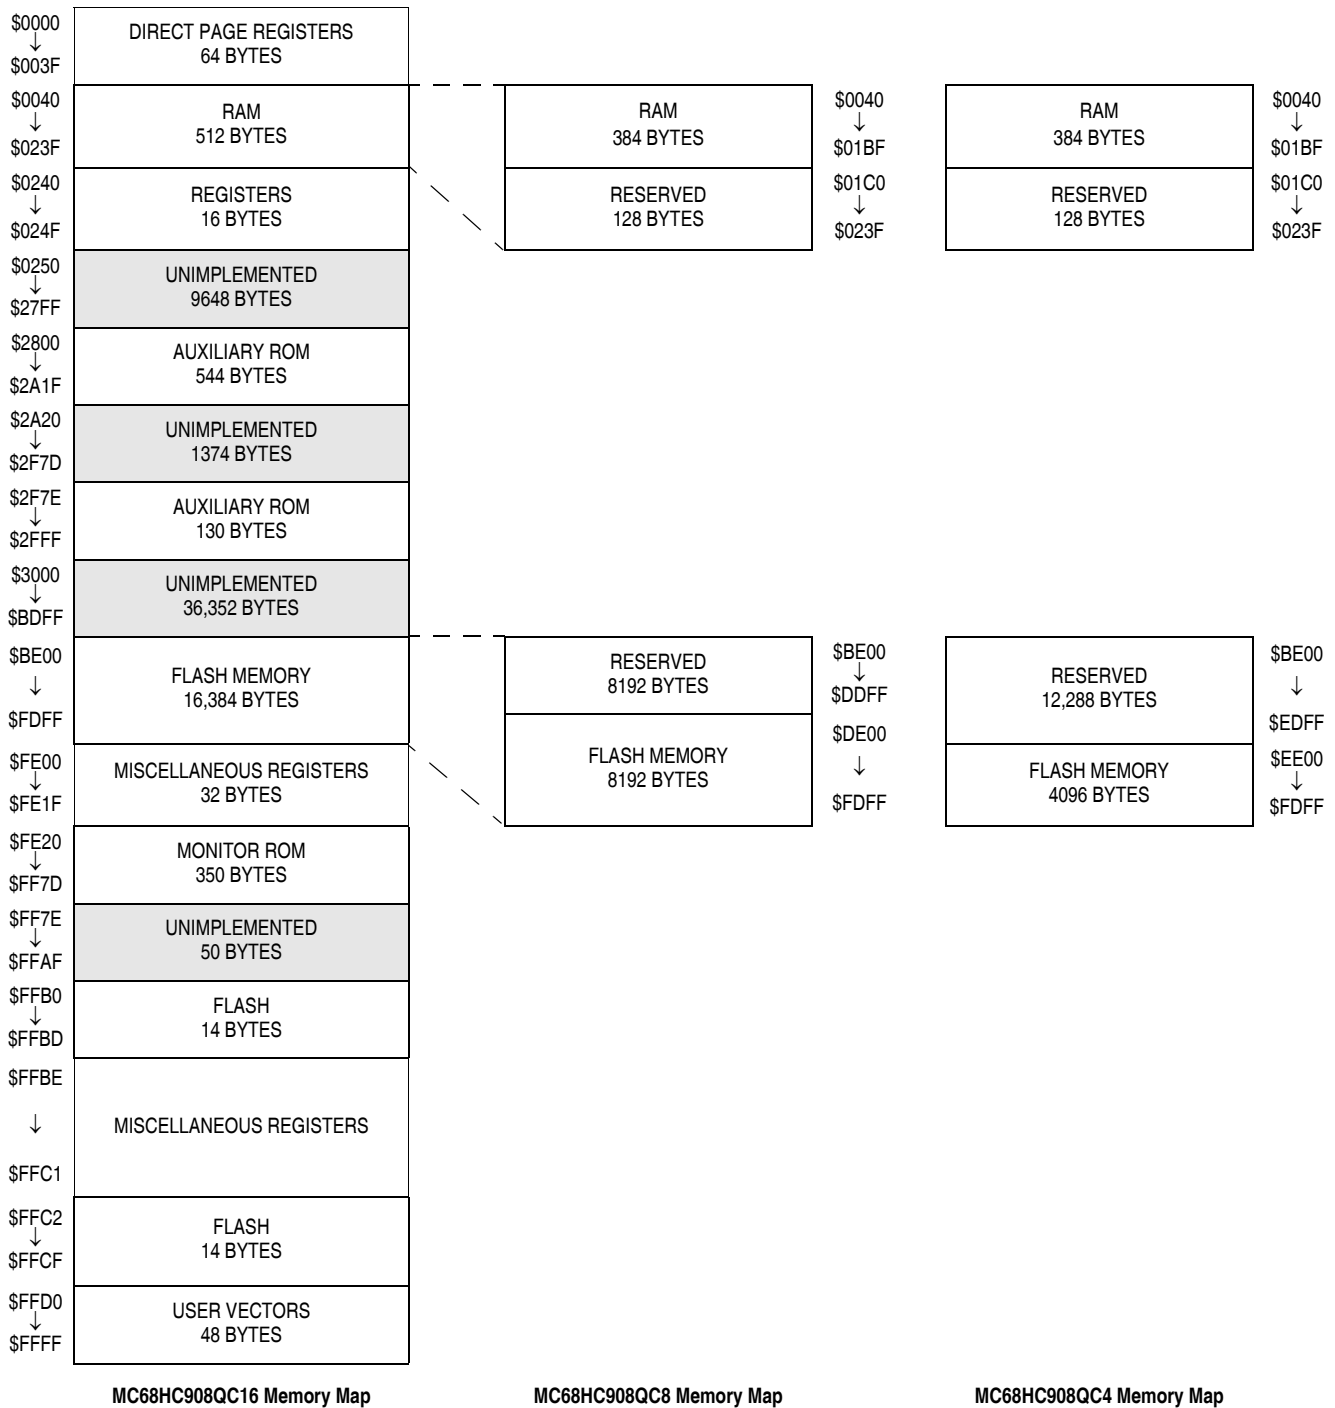 $0000
↓
$003F
DIRECT PAGE REGISTERS
64 BYTES
$0040
↓
$023F
RAM
512 BYTES
RAM
384 BYTES
$0040
↓
$01BF
RAM
384 BYTES
$0040
↓
$01BF
$0240
↓
$024F
REGISTERS
16 BYTES
RESERVED
128 BYTES
$01C0
↓
$023F
RESERVED
128 BYTES
$01C0
↓
$023F
$0250
↓
$27FF
UNIMPLEMENTED
9648 BYTES
$2800
↓
$2A1F
AUXILIARY ROM
544 BYTES
$2A20
↓
$2F7D
UNIMPLEMENTED
1374 BYTES
$2F7E
↓
$2FFF
AUXILIARY ROM
130 BYTES
$3000
↓
$BDFF
UNIMPLEMENTED
36,352 BYTES
$BE00
↓
$FDFF
FLASH MEMORY
16,384 BYTES
RESERVED
8192 BYTES
$BE00
↓
$DDFF
RESERVED
12,288 BYTES
$BE00
↓
$EDFF
$FE00
↓
$FE1F
MISCELLANEOUS REGISTERS
32 BYTES
FLASH MEMORY
8192 BYTES
$DE00
↓
$FDFF
FLASH MEMORY
4096 BYTES
$EE00
↓
$FDFF
$FE20
↓
$FF7D
MONITOR ROM
350 BYTES
$FF7E
↓
$FFAF
UNIMPLEMENTED
50 BYTES
$FFB0
↓
$FFBD
FLASH
14 BYTES
$FFBE
↓
$FFC1
MISCELLANEOUS REGISTERS
$FFC2
↓
$FFCF
FLASH
14 BYTES
$FFD0
↓
$FFFF
USER VECTORS
48 BYTES
MC68HC908QC16 Memory Map
MC68HC908QC8 Memory Map
MC68HC908QC4 Memory Map